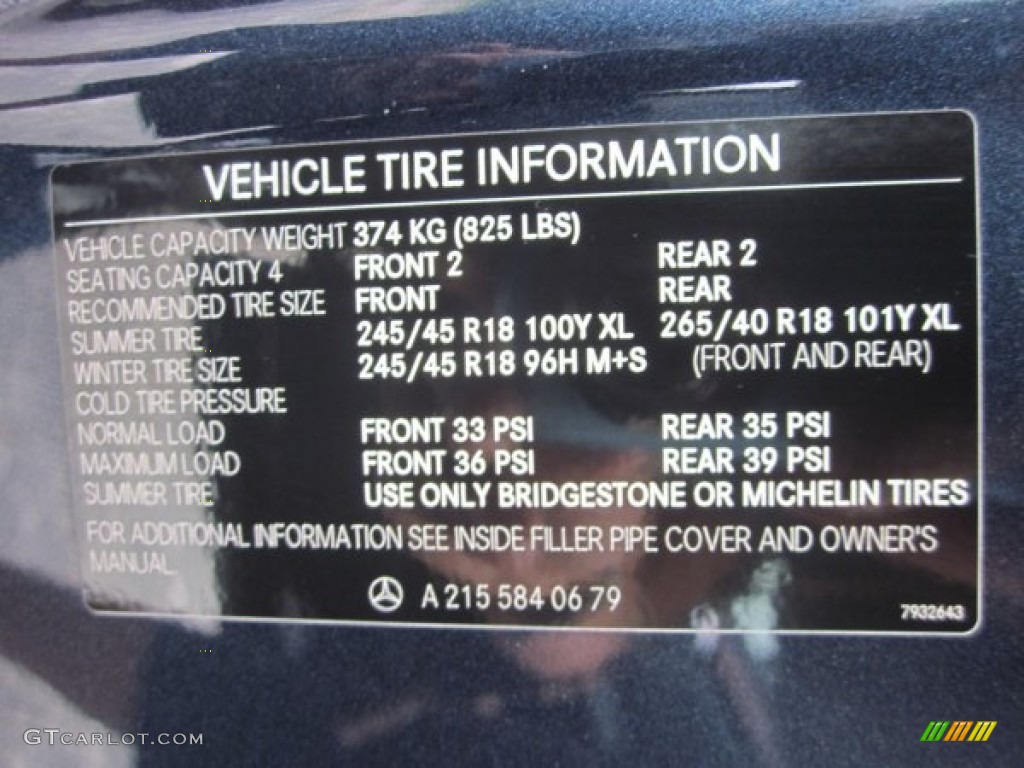 VEHICLE TIRE INFORMATION
VEHICLE CAPACITY WEIGHT 374 KG (825 LBS)
SEATING CAPACITY 4 FRONT 2 REAR 2
RECOMMENDED TIRE SIZE FRONT REAR
SUMMER TIRE 245/45 R18 100Y XL 265/40 R18 101Y XL
WINTER TIRE SIZE 245/45 R18 96H M+S (FRONT AND REAR)
COLD TIRE PRESSURE
NORMAL LOAD FRONT 33 PSI REAR 35 PSI
MAXIMUM LOAD FRONT 36 PSI REAR 39 PSI
SUMMER TIRE USE ONLY BRIDGESTONE OR MICHELIN TIRES
FOR ADDITIONAL INFORMATION SEE INSIDE FILLER PIPE COVER AND OWNER'S
MANUAL
A 215 584 06 79
7932643
GTCARLOT.COM